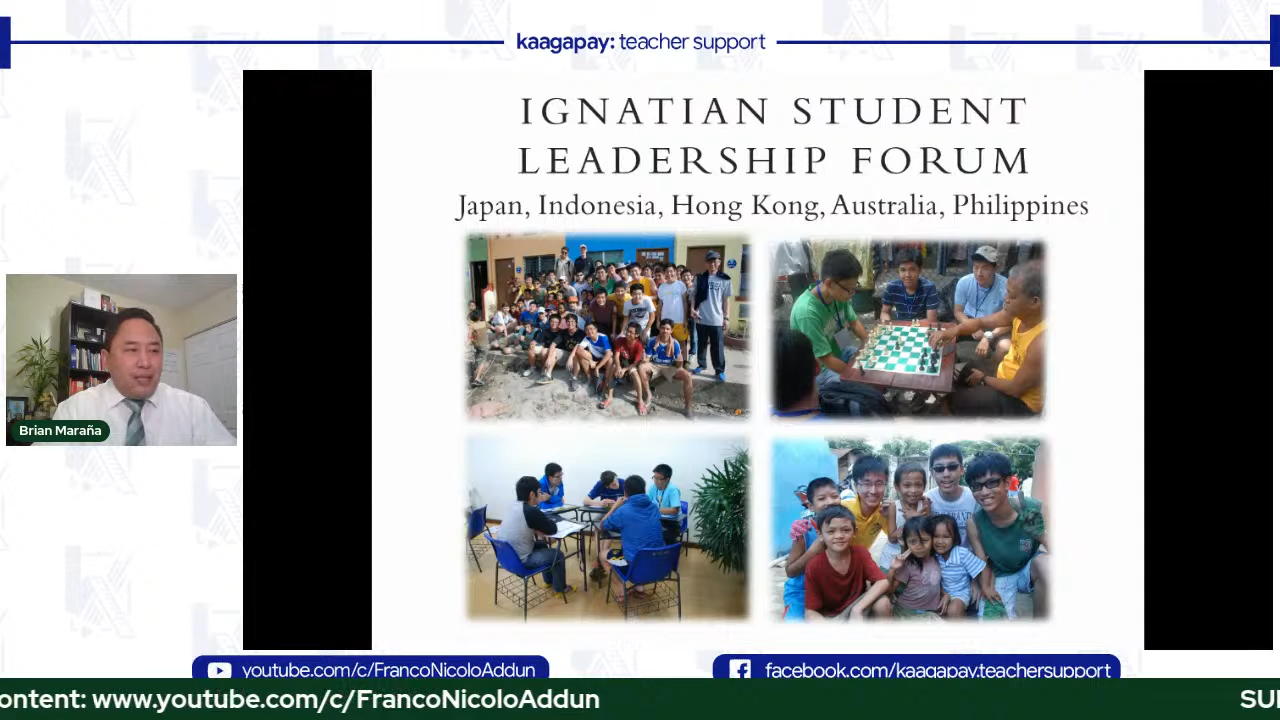 kaagapay: teacher support
IGNATIAN STUDENT
LEADERSHIP FORUM
Japan, Indonesia, Hong Kong, Australia, Philippines
Brian Maraña
youtube.com/c/FrancoNicoloAddun
facebook.com/kaagapay.teachersupport
ontent: www.youtube.com/c/FrancoNicoloAddun
SU